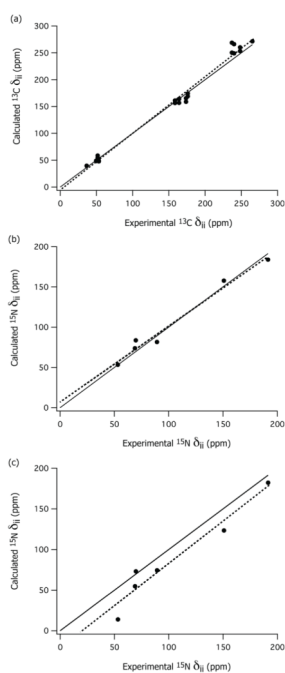 (a)
300
250
200
150
100
50
0
Calculated ¹³C δii (ppm)
0 50 100 150 200 250 300
Experimental ¹³C δii (ppm)
(b)
200
150
100
50
0
Calculated ¹⁵N δii (ppm)
0 50 100 150 200
Experimental ¹⁵N δii (ppm)
(c)
200
150
100
50
0
Calculated ¹⁵N δii (ppm)
0 50 100 150 200
Experimental ¹⁵N δii (ppm)